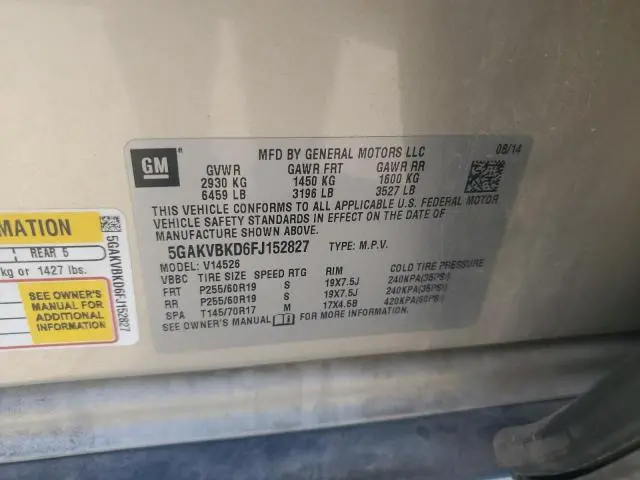 GM
MFD BY GENERAL MOTORS LLC 08/14
GVWR GAWR FRT GAWR RR
2930 KG 1450 KG 1600 KG
6459 LB 3196 LB 3527 LB
THIS VEHICLE CONFORMS TO ALL APPLICABLE U.S. FEDERAL MOTOR
VEHICLE SAFETY STANDARDS IN EFFECT ON THE DATE OF
MANUFACTURE SHOWN ABOVE.
5GAKVBKD6FJ152827 TYPE: M.P.V.
MODEL: V14526
VBBC TIRE SIZE SPEED RTG RIM COLD TIRE PRESSURE
FRT P255/60R19 S 19X7.5J 240KPA(35PSI)
RR P255/60R19 S 19X7.5J 240KPA(35PSI)
SPA T145/70R17 M 17X4.5B 420KPA(60PSI)
SEE OWNER'S MANUAL FOR MORE INFORMATION.
RMATION
REAR 5
kg or 1427 lbs.
SEE OWNER'S
MANUAL FOR
ADDITIONAL
INFORMATION
5GAKVBKD6FJ152827